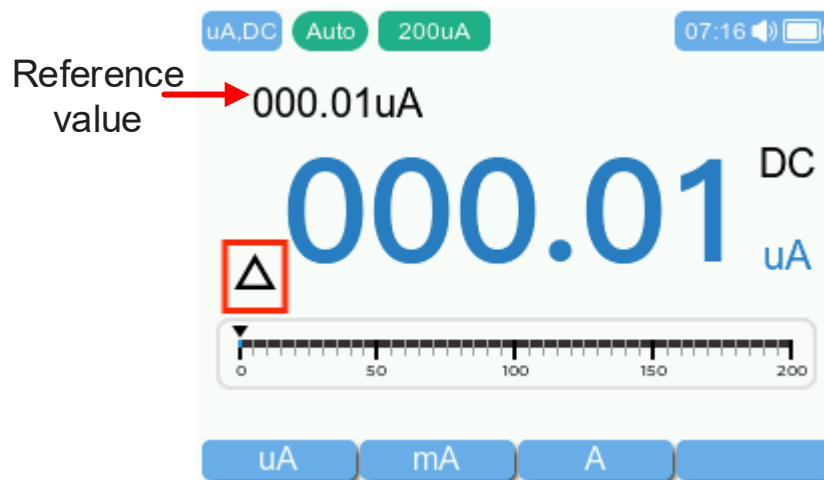 uA,DC Auto 200uA 07:16
Reference
value
000.01uA
000.01 DC
uA
Δ
0 50 100 150 200
uA mA A